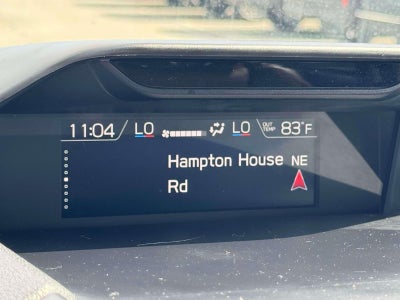 11:04 LO LO OUT TEMP 83°F
Hampton House NE
Rd